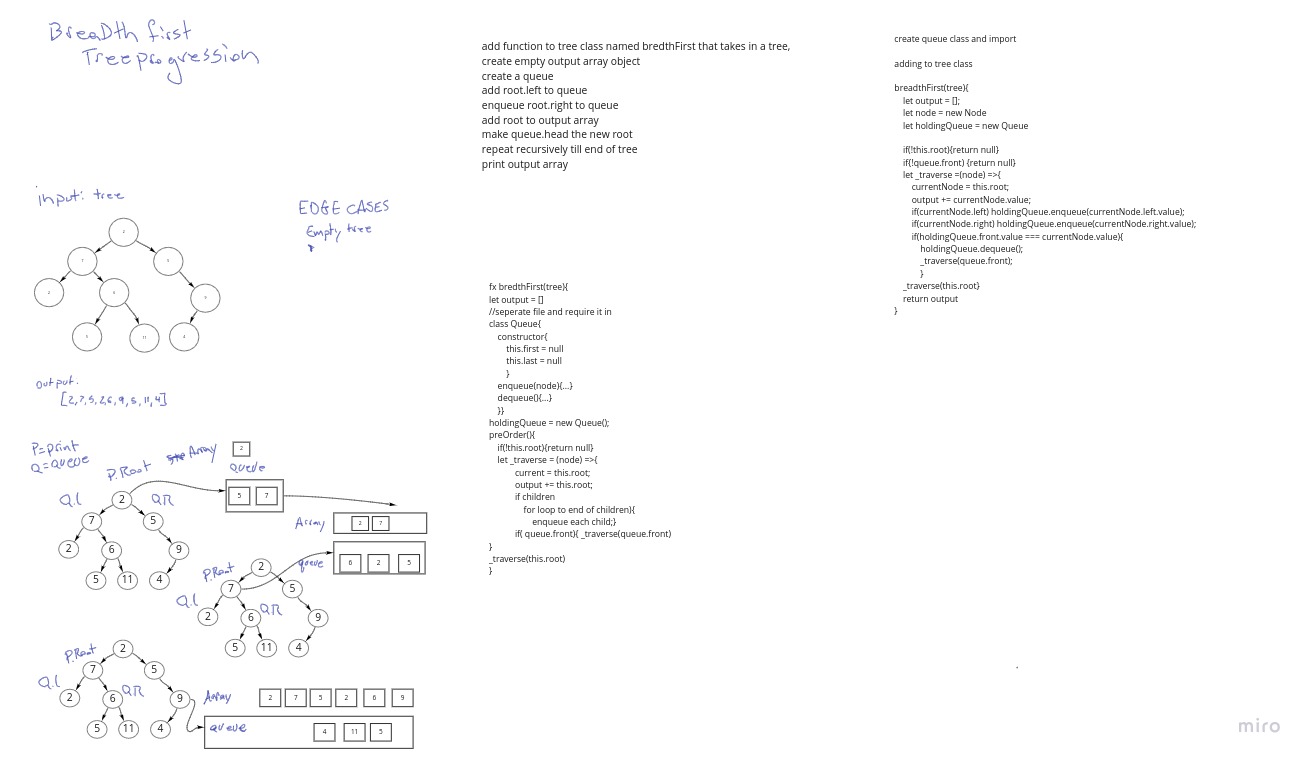 BreaDth first
Treeprogression
input: tree
2
7
5
2
6
9
5
11
4
output:
[2,7,5,2,6,9,5,11,4]
EDGE CASES
Empty tree
P=print
Q=Queue
P.Root
Array
2
Queue
5 7
Q.L
Q.R
2
7 5
2 6 9
5 11 4
Array
2 7
queue
6 2 5
P.Root
Q.L
Q.R
2
7 5
2 6 9
5 11 4
P.Root
Q.L
Q.R
2
7 5
2 6 9
5 11 4
Array
2 7 5 2 6 9
queue
4 11 5
add function to tree class named bredthFirst that takes in a tree,
create empty output array object
create a queue
add root.left to queue
enqueue root.right to queue
add root to output array
make queue.head the new root
repeat recursively till end of tree
print output array
fx bredthFirst(tree){
let output = []
//seperate file and require it in
class Queue{
constructor{
this.first = null
this.last = null
}
enqueue(node){...}
dequeue(){...}
}}
holdingQueue = new Queue();
preOrder(){
if(!this.root){return null}
let _traverse = (node) =>{
current = this.root;
output += this.root;
if children
for loop to end of children){
enqueue each child;}
if( queue.front){ _traverse(queue.front)
}
_traverse(this.root)
}
create queue class and import
adding to tree class
breadthFirst(tree){
let output = [];
let node = new Node
let holdingQueue = new Queue
if(!this.root){return null}
if(!queue.front) {return null}
let _traverse =(node) =>{
currentNode = this.root;
output += currentNode.value;
if(currentNode.left) holdingQueue.enqueue(currentNode.left.value);
if(currentNode.right) holdingQueue.enqueue(currentNode.right.value);
if(holdingQueue.front.value === currentNode.value){
holdingQueue.dequeue();
_traverse(queue.front);
}
_traverse(this.root}
return output
}
miro